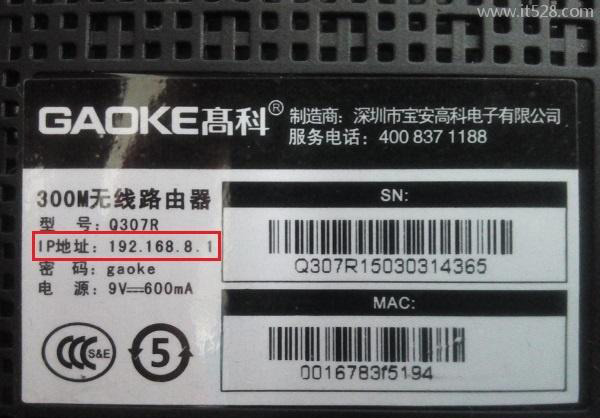 www.it528.com
GAOKE高科®
制造商：深圳市宝安高科电子有限公司
服务电话：400 837 1188
300M无线路由器
型　号：Q307R
IP地址：192.168.8.1
密　码：gaoke
电　源：9V⎓600mA
CCC S&E
5
SN:
Q307R15030314365
MAC:
0016783f5194